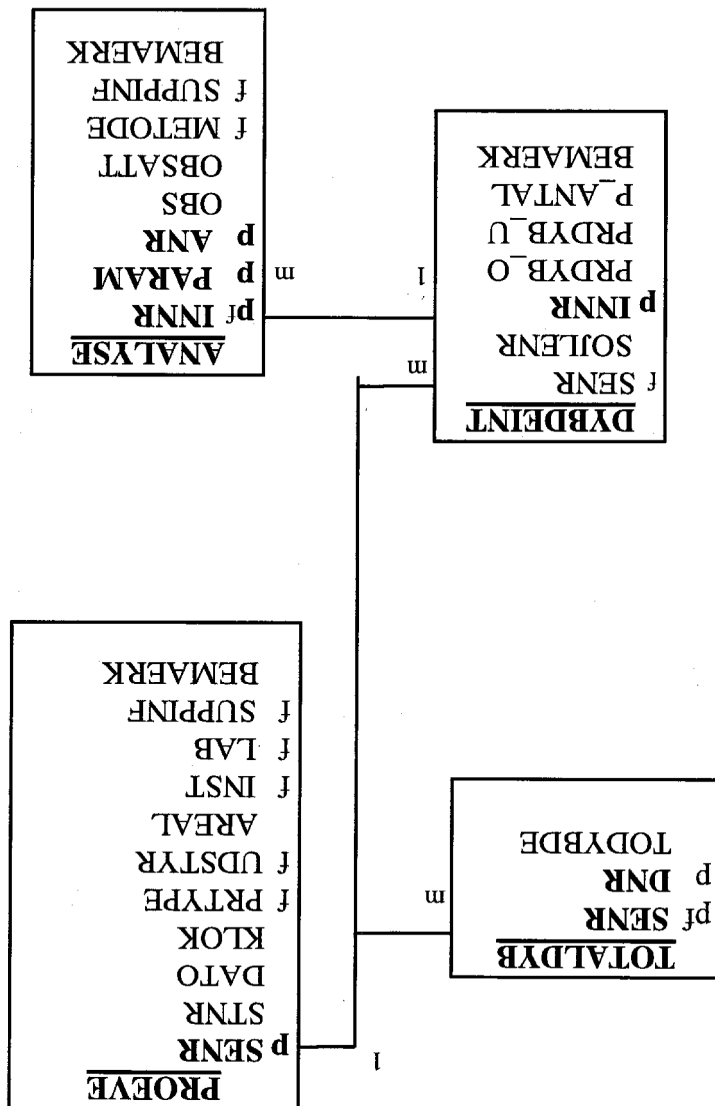 PROEVE
p SENR
STNR
DATO
KLOK
f PRTYPE
f UDSTYR
AREAL
f INST
f LAB
f SUPPINF
BEMAERK
1
TOTALDYB
pf SENR
p DNR
TODYBDE
m
DYBDEINT
f SENR
SOJLENR
p INNR
PRDYB_O
PRDYB_U
P_ANTAL
BEMAERK
m
1
ANALYSE
pf INNR
p PARAM
p ANR
OBS
OBSATT
f METODE
f SUPPINF
BEMAERK
m